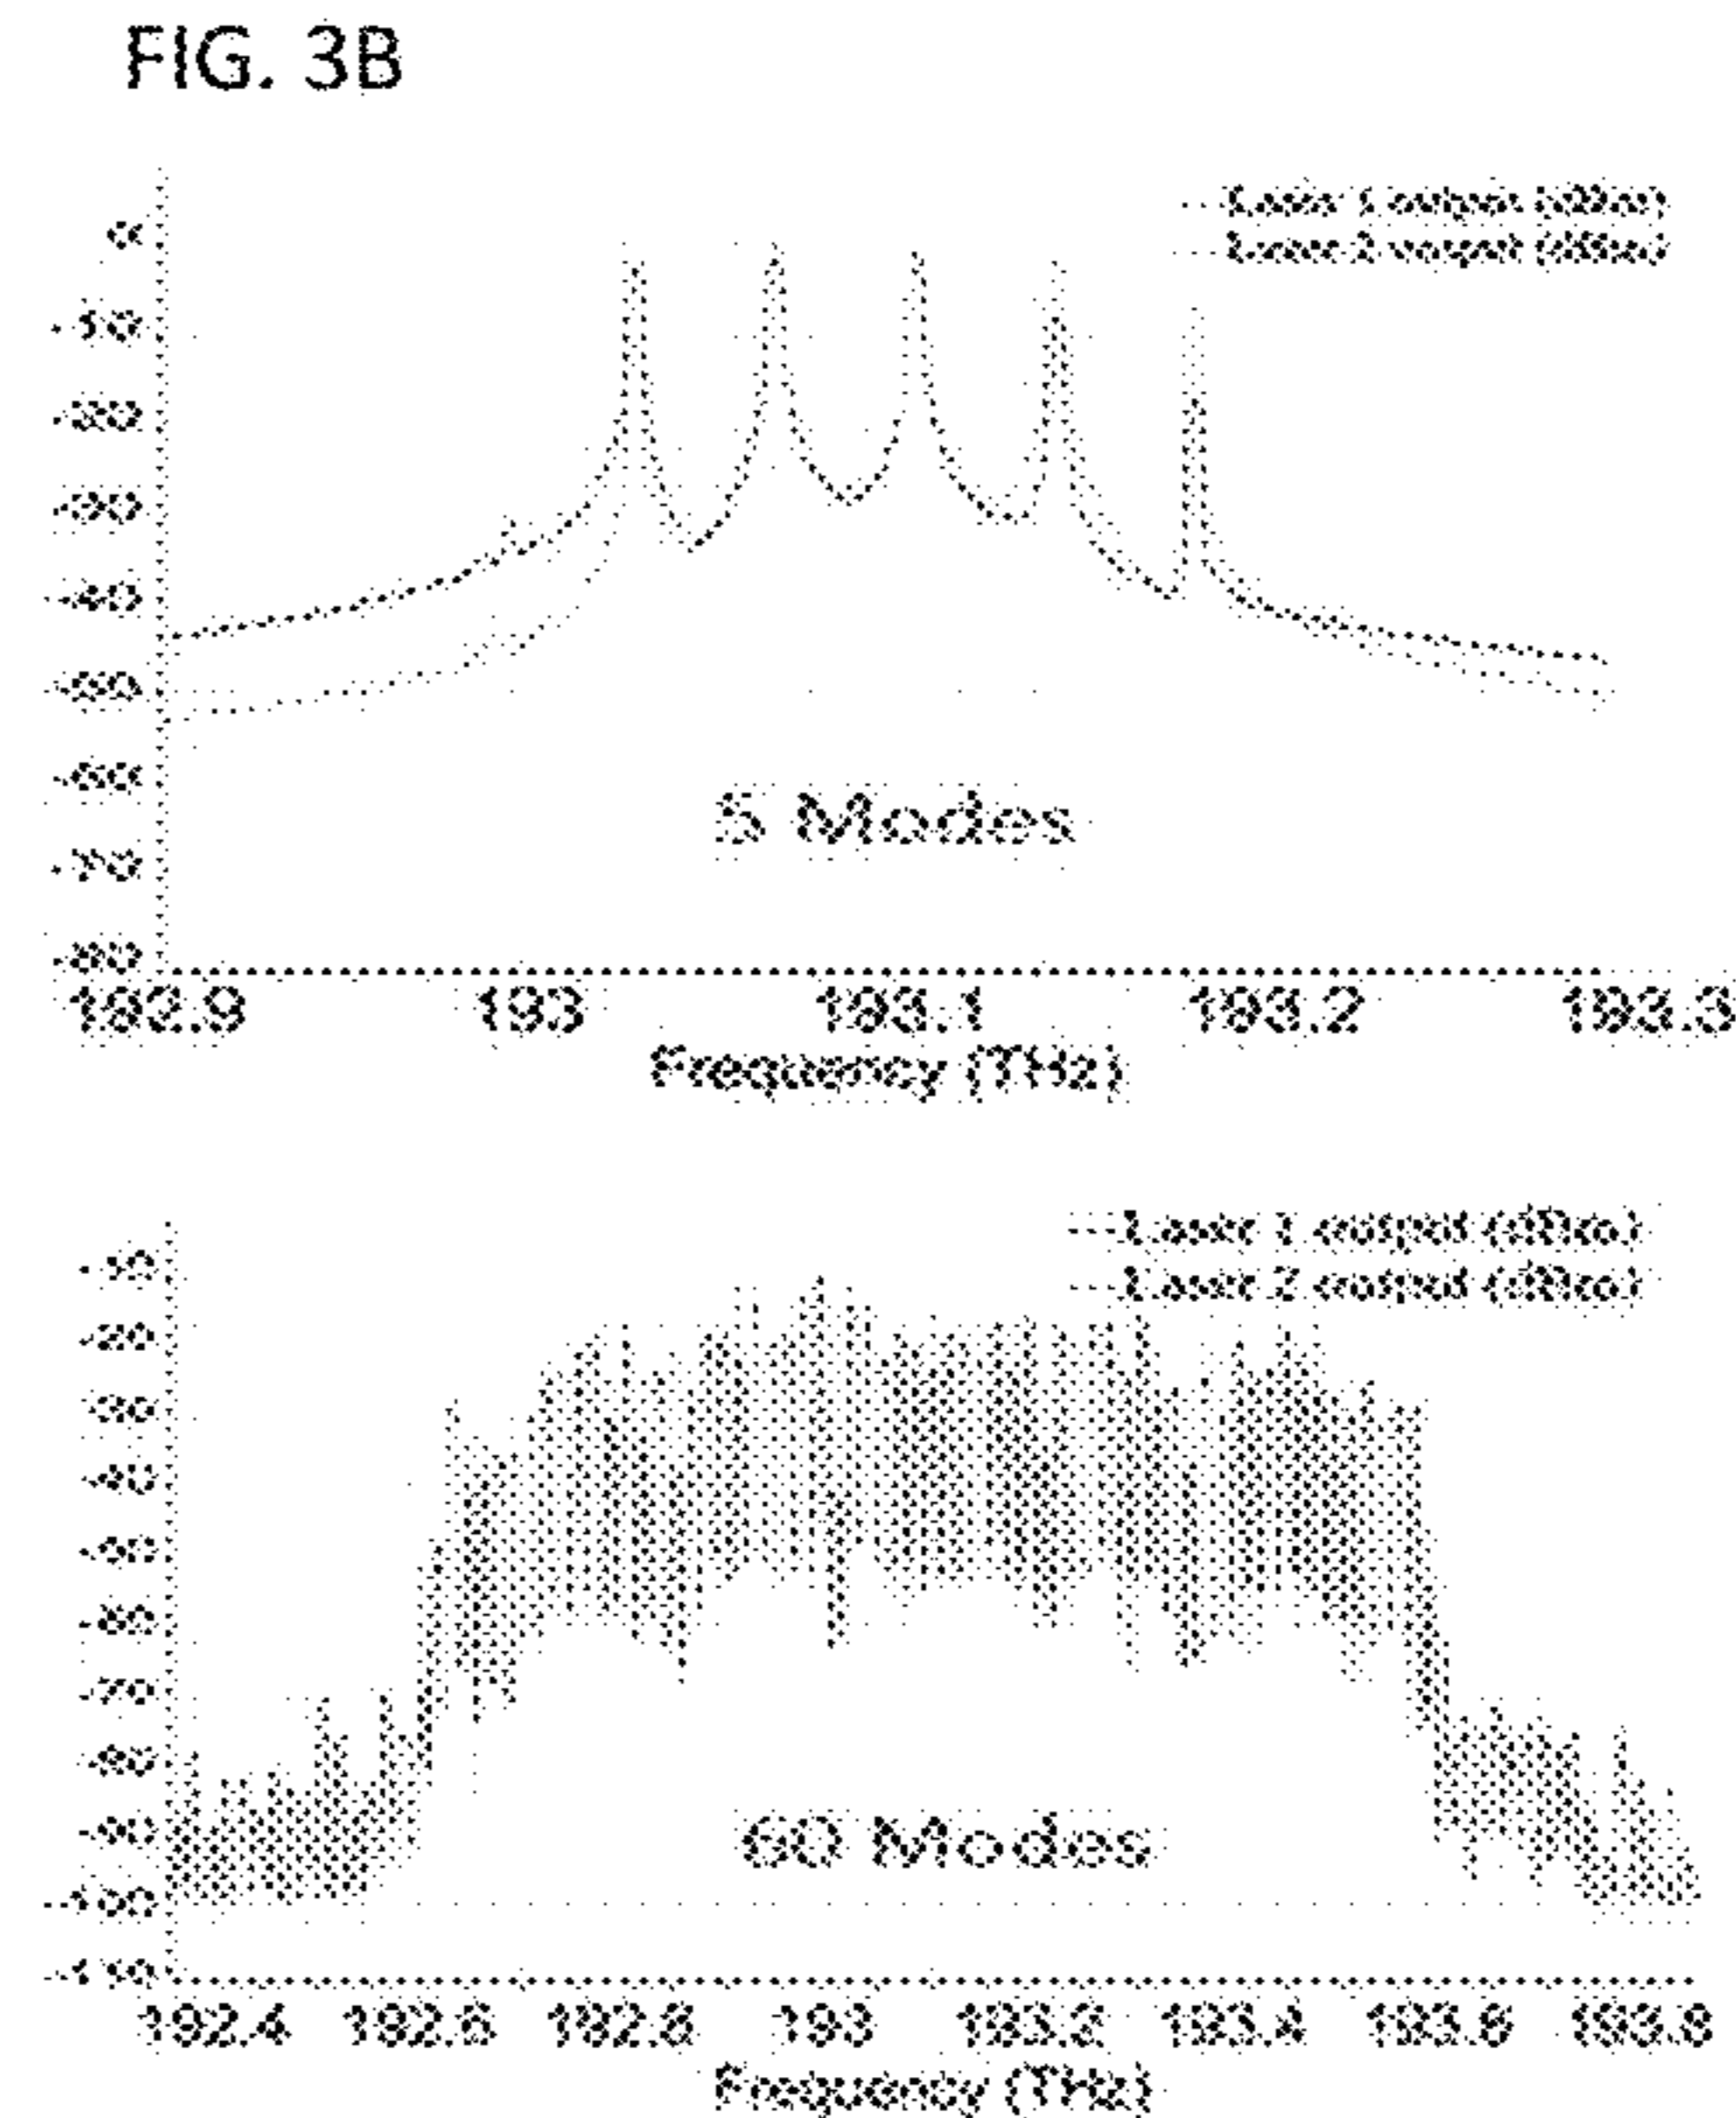 FIG. 3B
Laser 1 output (dBm)
Laser 2 output (dBm)
0
-10
-20
-30
-40
-50
-60
-70
-80
5 Modes
192.9 193 193.1 193.2 193.3
Frequency (THz)
Laser 1 output (dBm)
Laser 2 output (dBm)
-10
-20
-30
-40
-50
-60
-70
-80
-90
-100
-110
60 Modes
192.4 192.6 192.8 193 193.2 193.4 193.6 193.8
Frequency (THz)